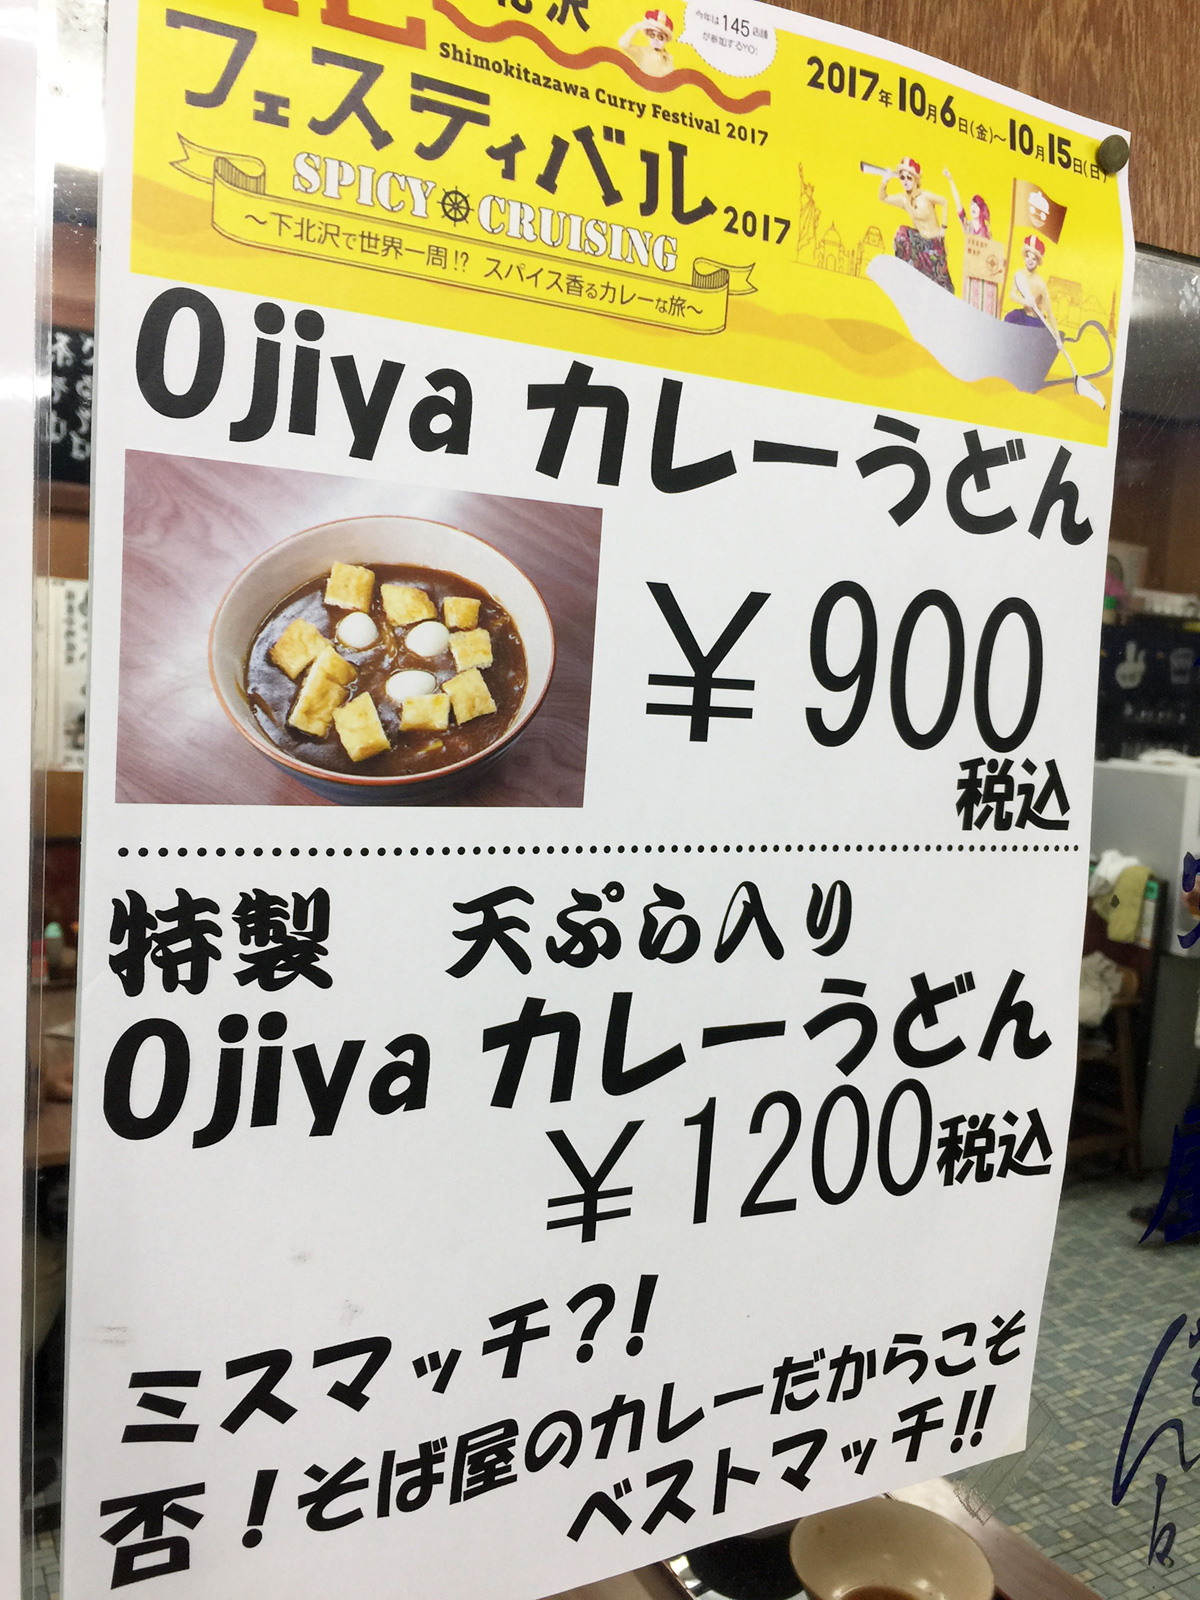 北沢
今年は145店舗
が参加するYO!
Shimokitazawa Curry Festival 2017
フェスティバル2017
2017年10月6日(金)~10月15日(日)
SPICY CRUISING
~下北沢で世界一周!? スパイス香るカレーな旅~
Ojiya カレーうどん
¥900
税込
特製 天ぷら入り
Ojiya カレーうどん
¥1200税込
ミスマッチ?!
否!そば屋のカレーだからこそ
ベストマッチ!!